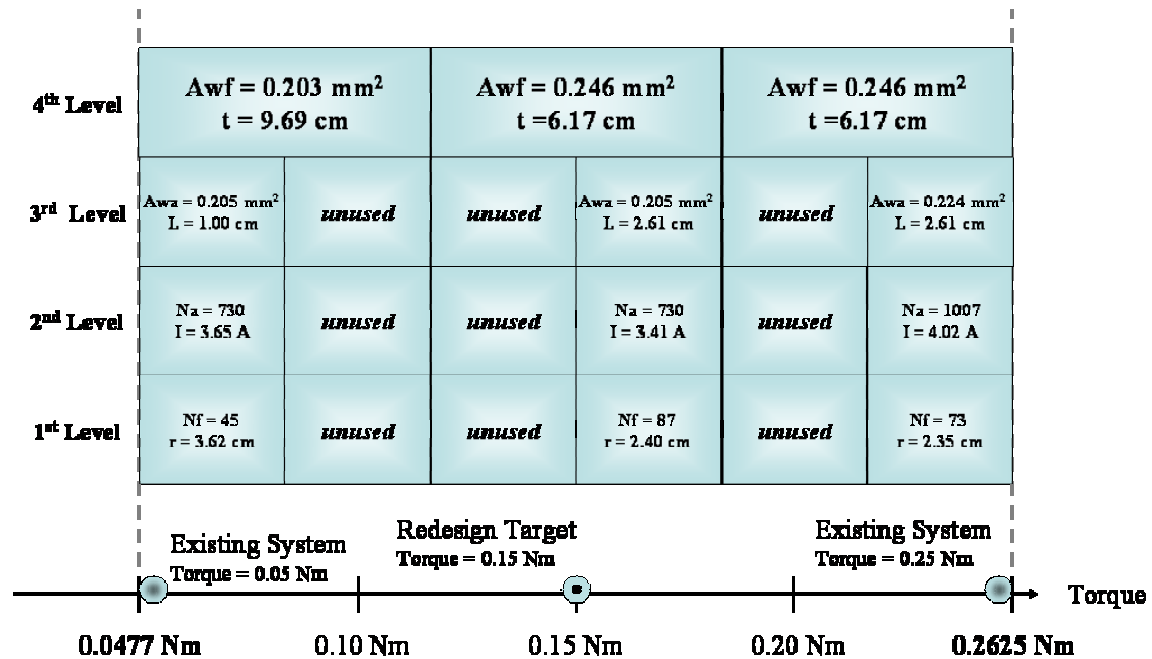 4th Level
Awf = 0.203 mm²
t = 9.69 cm
Awf = 0.246 mm²
t =6.17 cm
Awf = 0.246 mm²
t =6.17 cm
3rd Level
Awa = 0.205 mm²
L = 1.00 cm
unused
unused
Awa = 0.205 mm²
L = 2.61 cm
unused
Awa = 0.224 mm²
L = 2.61 cm
2nd Level
Na = 730
I = 3.65 A
unused
unused
Na = 730
I = 3.41 A
unused
Na = 1007
I = 4.02 A
1st Level
Nf = 45
r = 3.62 cm
unused
unused
Nf = 87
r = 2.40 cm
unused
Nf = 73
r = 2.35 cm
Existing System
Torque = 0.05 Nm
Redesign Target
Torque = 0.15 Nm
Existing System
Torque = 0.25 Nm
Torque
0.0477 Nm
0.10 Nm
0.15 Nm
0.20 Nm
0.2625 Nm